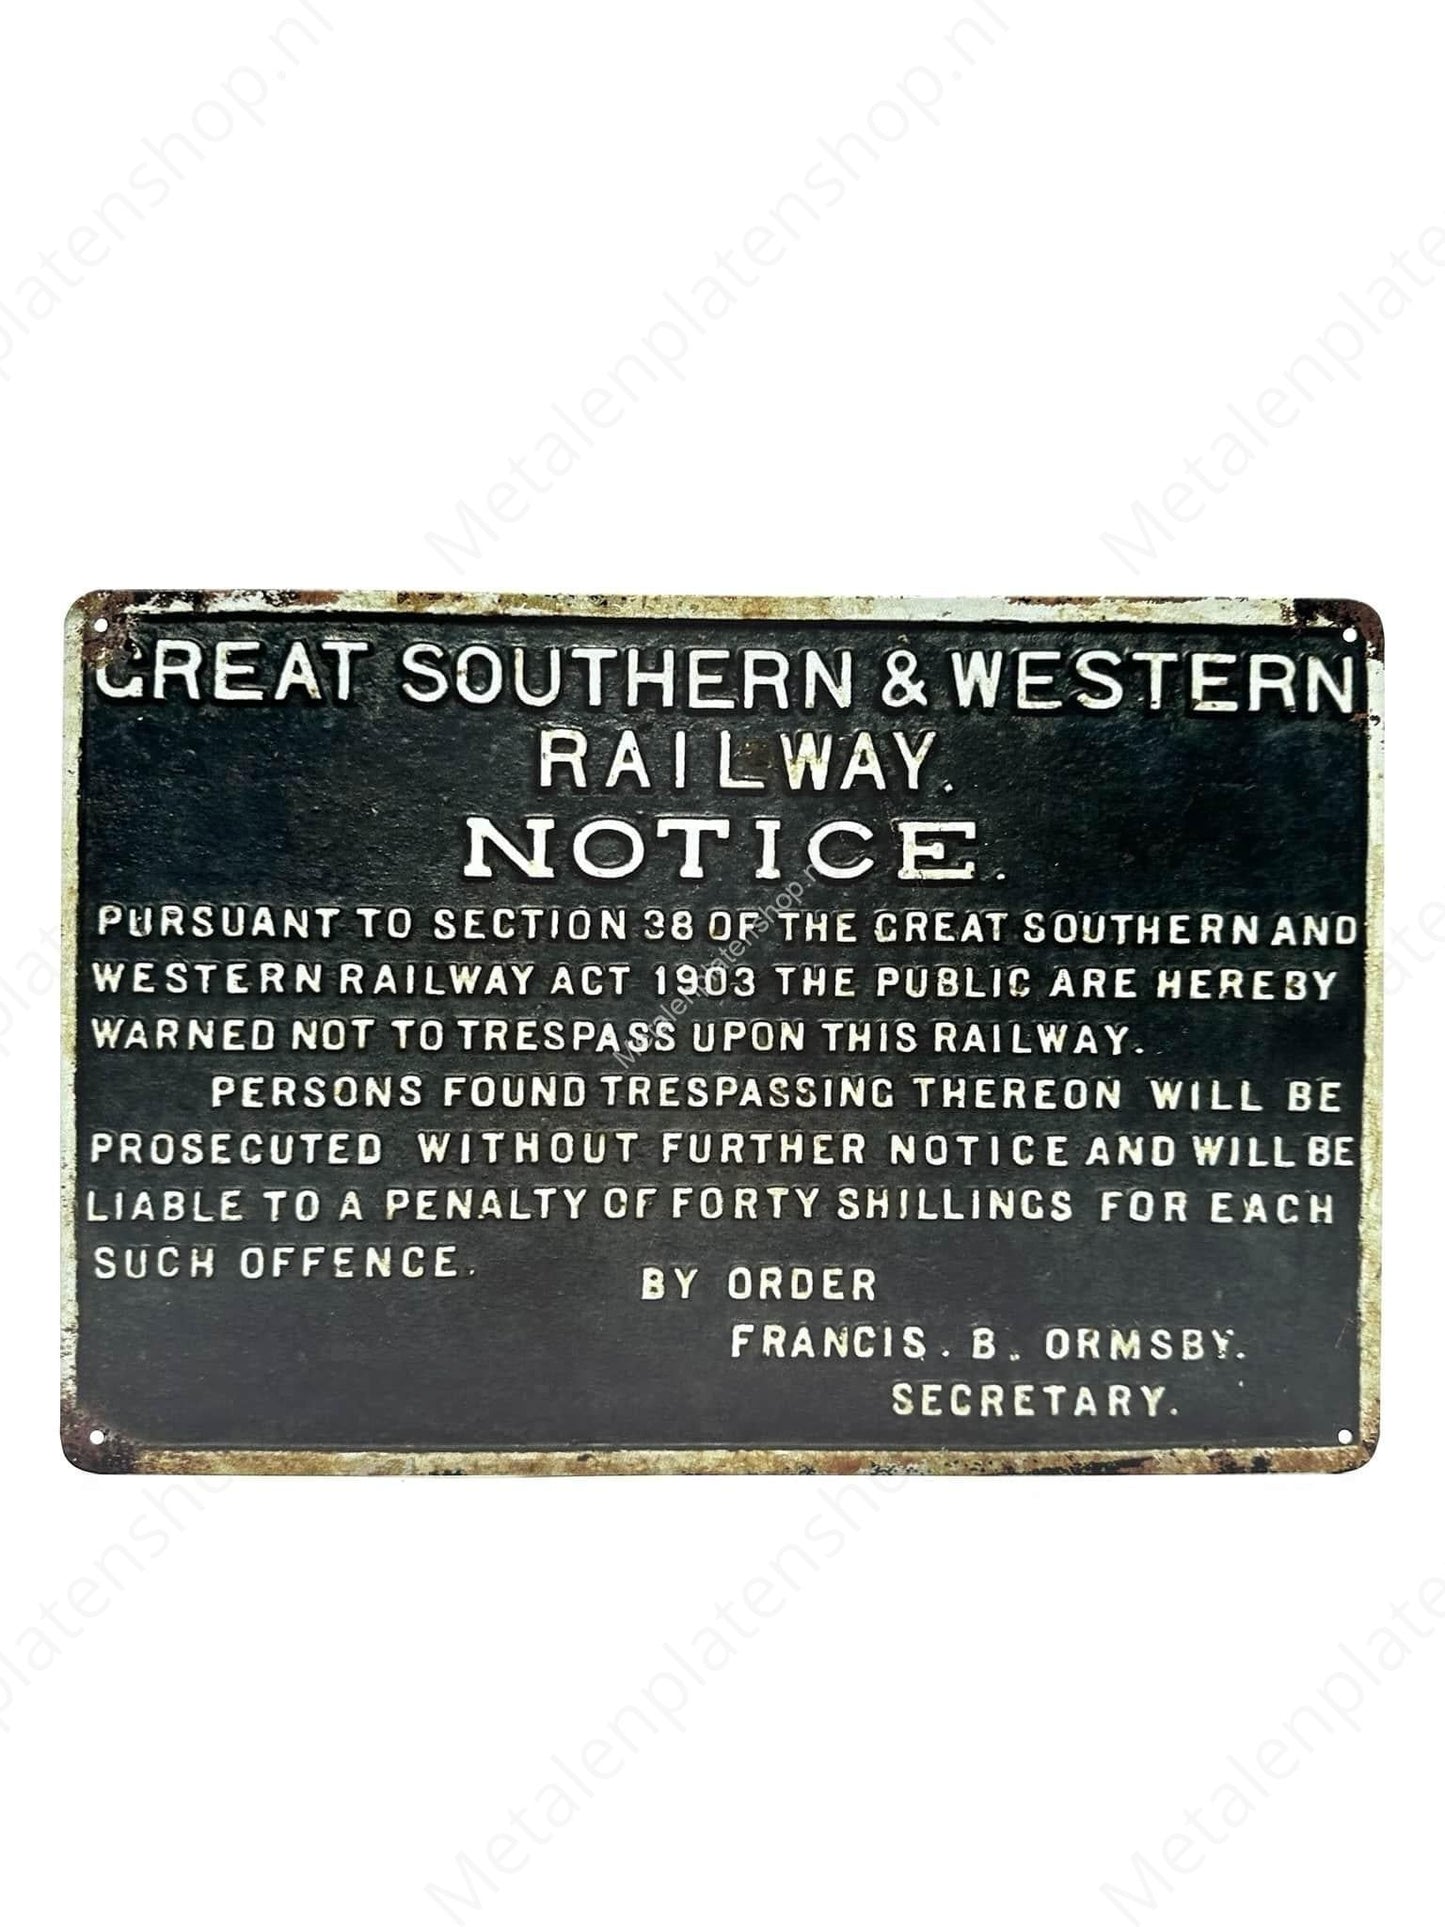 GREAT SOUTHERN & WESTERN
RAILWAY.
NOTICE.
PURSUANT TO SECTION 38 OF THE GREAT SOUTHERN AND
WESTERN RAILWAY ACT 1903 THE PUBLIC ARE HEREBY
WARNED NOT TO TRESPASS UPON THIS RAILWAY.
PERSONS FOUND TRESPASSING THEREON WILL BE
PROSECUTED WITHOUT FURTHER NOTICE AND WILL BE
LIABLE TO A PENALTY OF FORTY SHILLINGS FOR EACH
SUCH OFFENCE.
BY ORDER
FRANCIS. B. ORMSBY.
SECRETARY.
Metalenplatenshop.nl